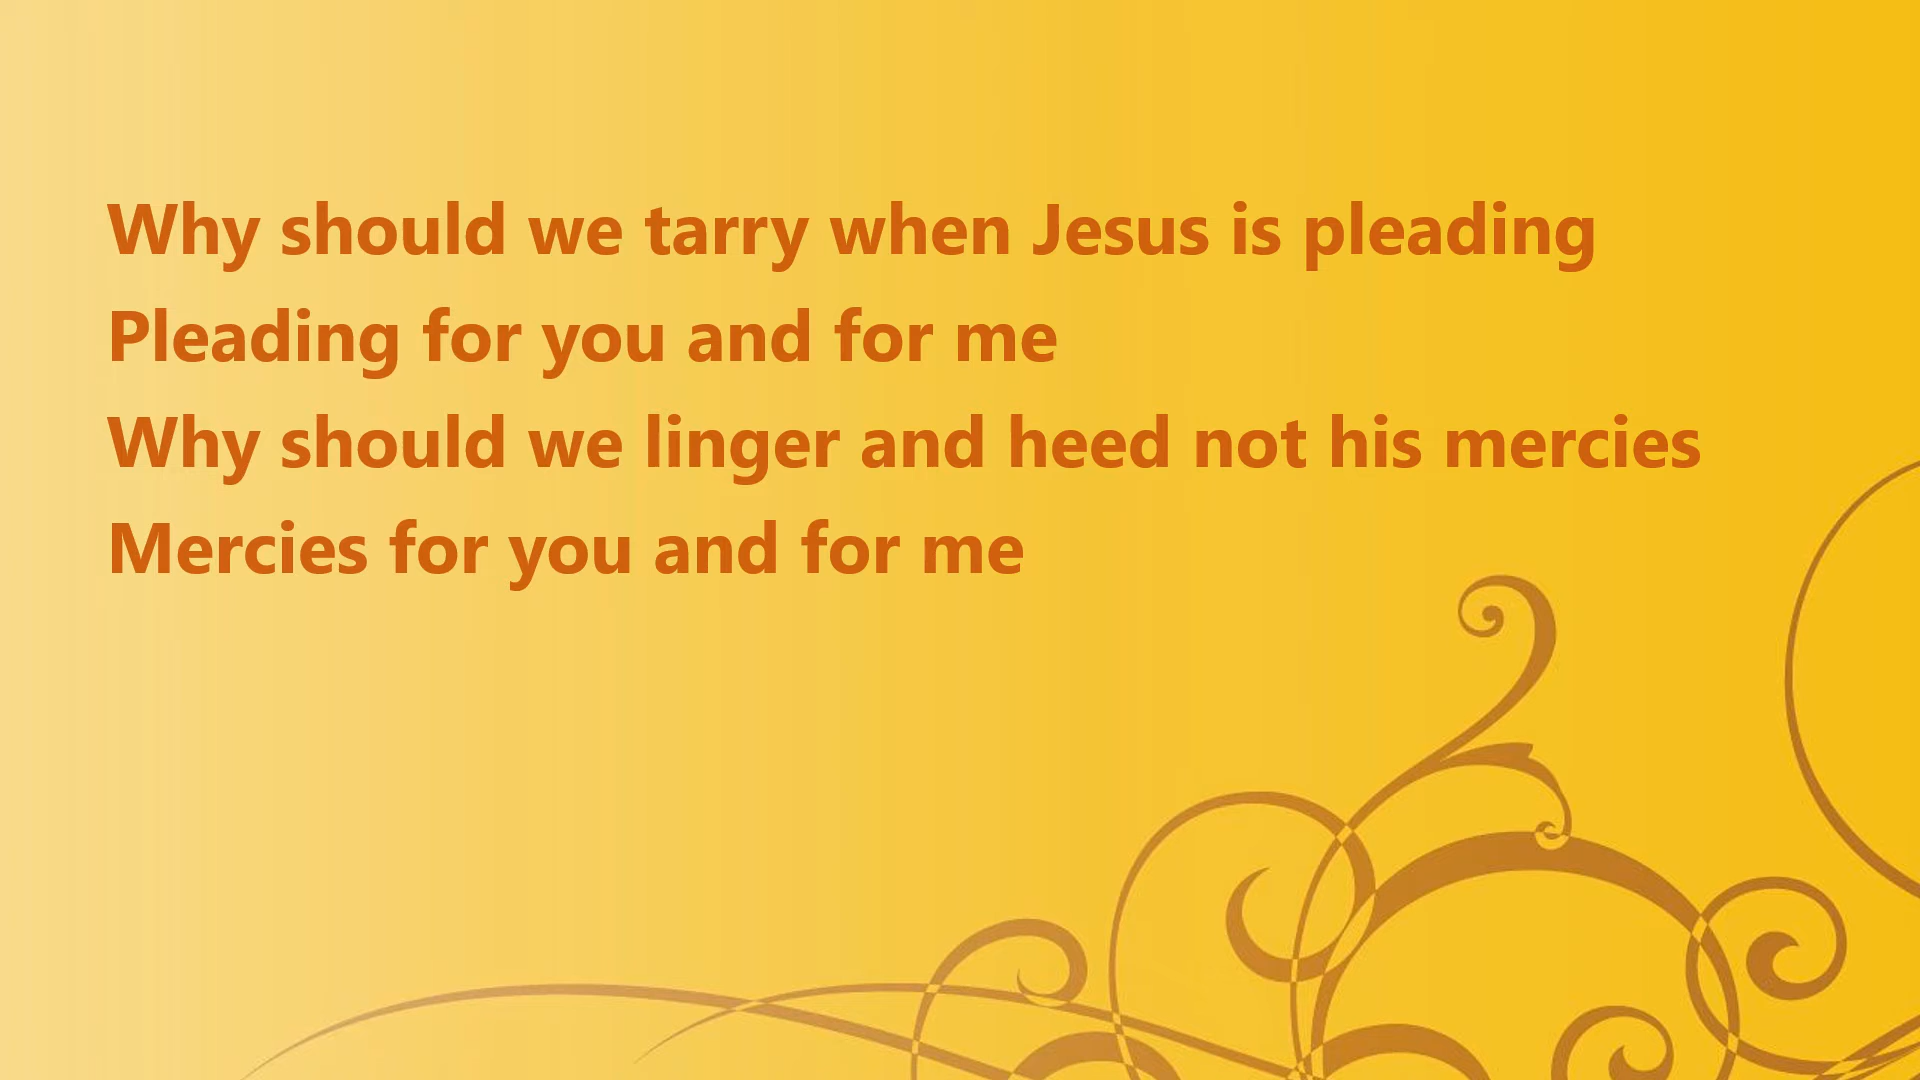 Why should we tarry when Jesus is pleading
Pleading for you and for me
Why should we linger and heed not his mercies
Mercies for you and for me